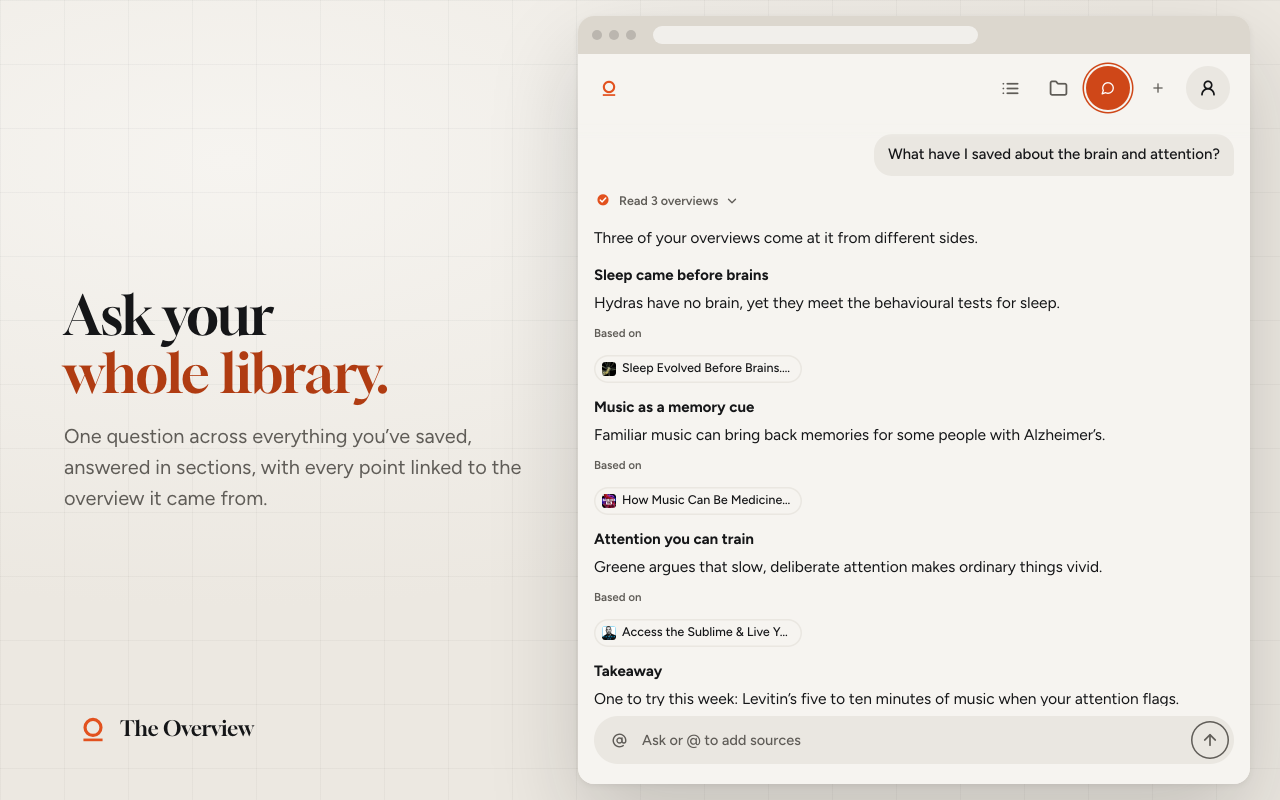 Ask your
whole library.
One question across everything you’ve saved,
answered in sections, with every point linked to the
overview it came from.
The Overview
What have I saved about the brain and attention?
Read 3 overviews
Three of your overviews come at it from different sides.
Sleep came before brains
Hydras have no brain, yet they meet the behavioural tests for sleep.
Based on
Sleep Evolved Before Brains....
Music as a memory cue
Familiar music can bring back memories for some people with Alzheimer’s.
Based on
How Music Can Be Medicine...
Attention you can train
Greene argues that slow, deliberate attention makes ordinary things vivid.
Based on
Access the Sublime & Live Y...
Takeaway
One to try this week: Levitin’s five to ten minutes of music when your attention flags.
@ Ask or @ to add sources